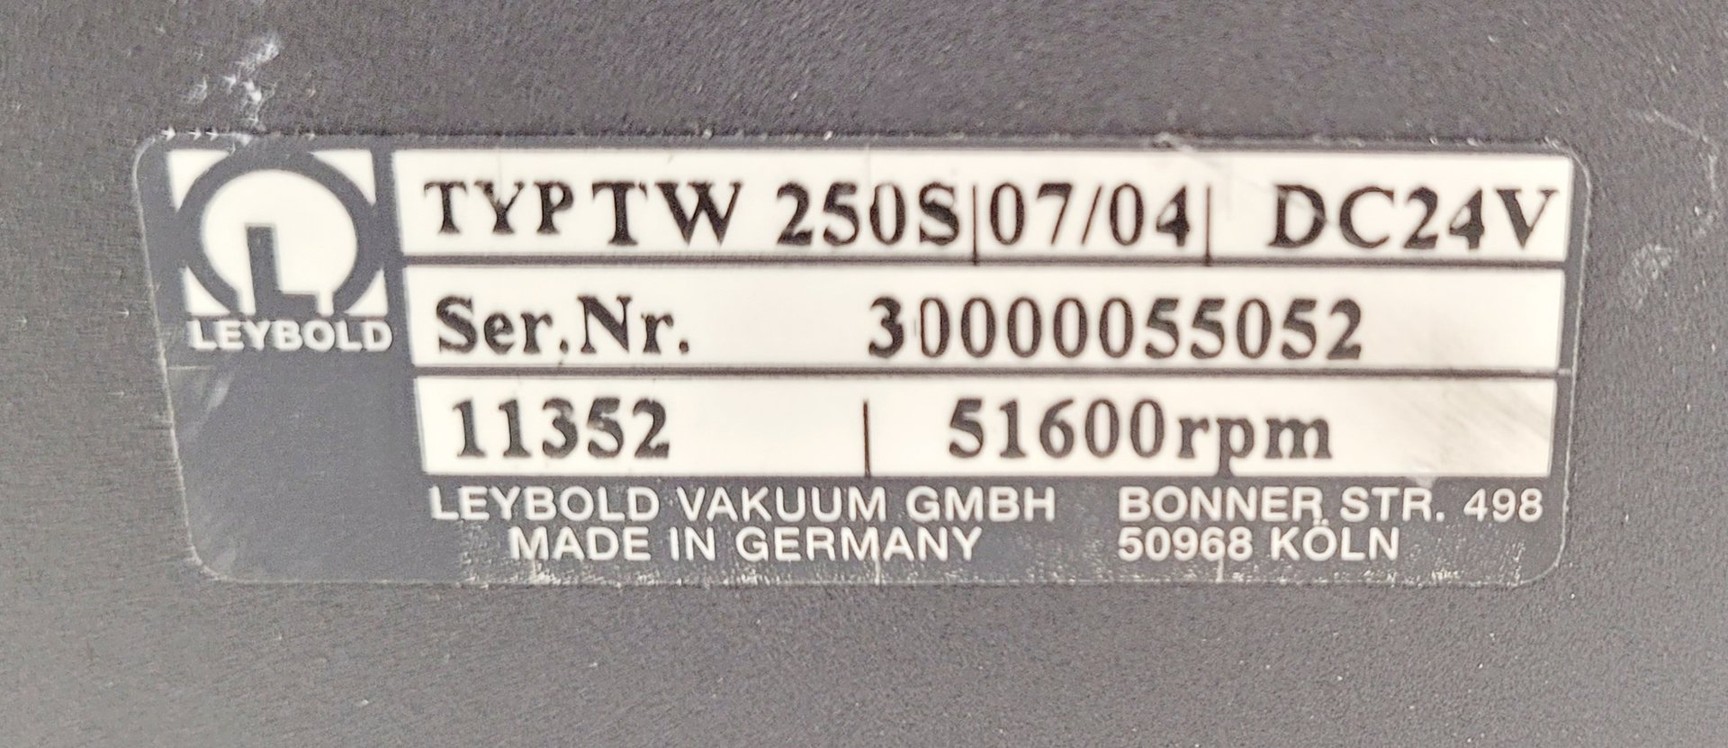 TYP TW 250S|07/04| DC24V
LEYBOLD
Ser.Nr. 30000055052
11352 | 51600rpm
LEYBOLD VAKUUM GMBH BONNER STR. 498
MADE IN GERMANY 50968 KÖLN